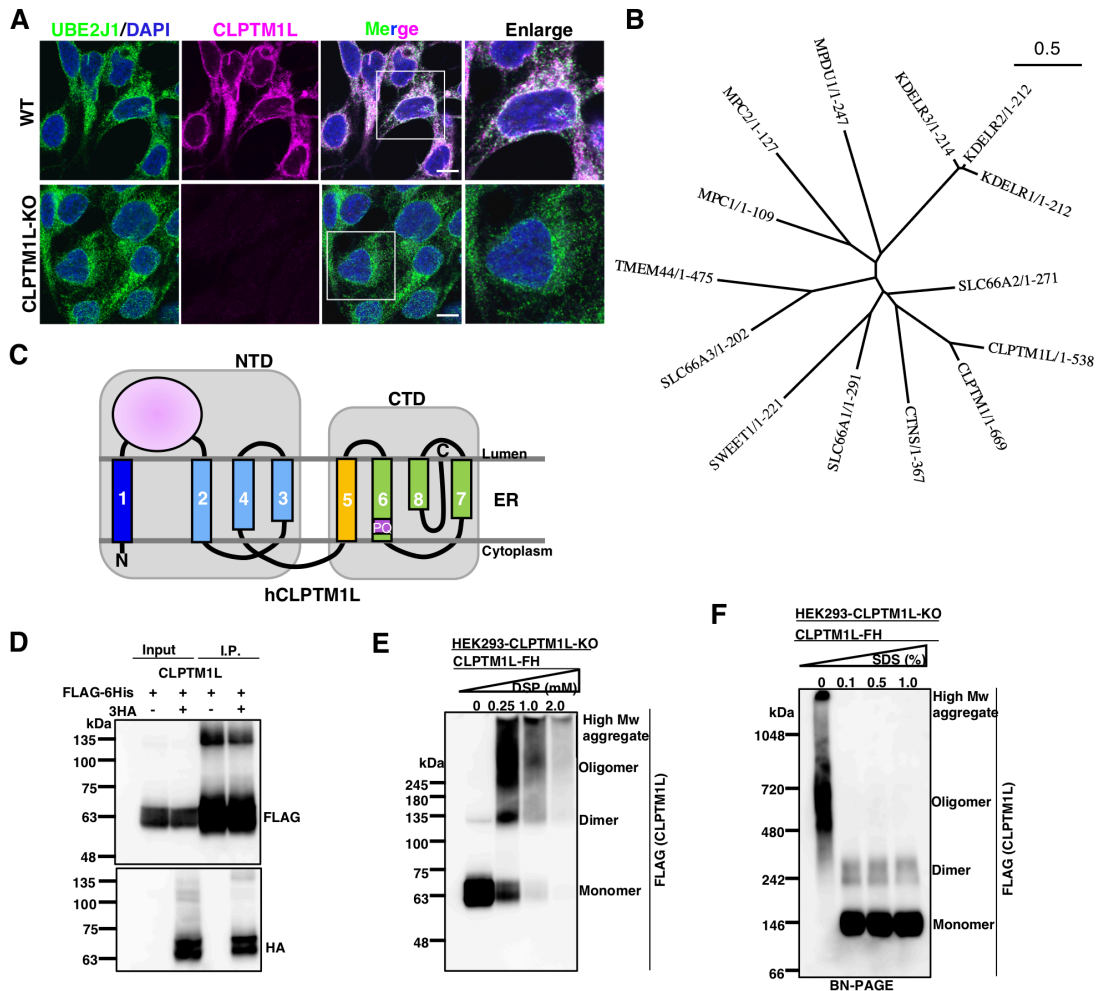 A
UBE2J1/DAPI
CLPTM1L
Merge
Enlarge
WT
CLPTM1L-KO
B
0.5
MPDU1/1-247
KDELR3/1-214
KDELR2/1-212
KDELR1/1-212
MPC2/1-127
MPC1/1-109
TMEM44/1-475
SLC66A2/1-271
SLC66A3/1-202
CLPTM1L/1-538
CLPTM1/1-669
SWEET1/1-221
SLC66A1/1-291
CTNS/1-367
C
NTD
CTD
C
Lumen
1
2
4
3
5
6
8
7
ER
PQ
N
Cytoplasm
hCLPTM1L
D
Input
I.P.
CLPTM1L
FLAG-6His + + + +
3HA - + - +
kDa
135
100
75
63
48
FLAG
135
100
75
63
HA
E
HEK293-CLPTM1L-KO
CLPTM1L-FH
DSP (mM)
0 0.25 1.0 2.0
High Mw
aggregate
kDa
Oligomer
245
180
135
Dimer
100
75
63
Monomer
48
FLAG (CLPTM1L)
F
HEK293-CLPTM1L-KO
CLPTM1L-FH
SDS (%)
0 0.1 0.5 1.0
High Mw
aggregate
kDa
1048
720
Oligomer
480
Dimer
242
146
Monomer
66
BN-PAGE
FLAG (CLPTM1L)